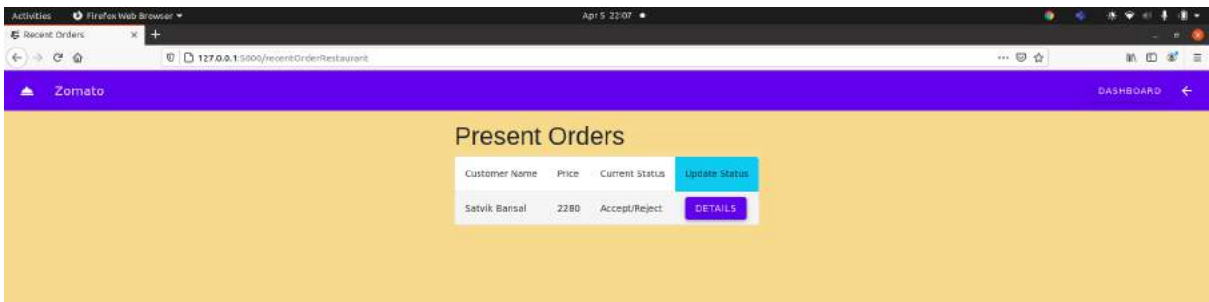 Activities Firefox Web Browser Apr 5 22:07
Recent Orders
127.0.0.1:5000/recentOrderRestaurant
Zomato DASHBOARD
Present Orders
Customer Name Price Current Status Update Status
Satvik Bansal 2280 Accept/Reject DETAILS